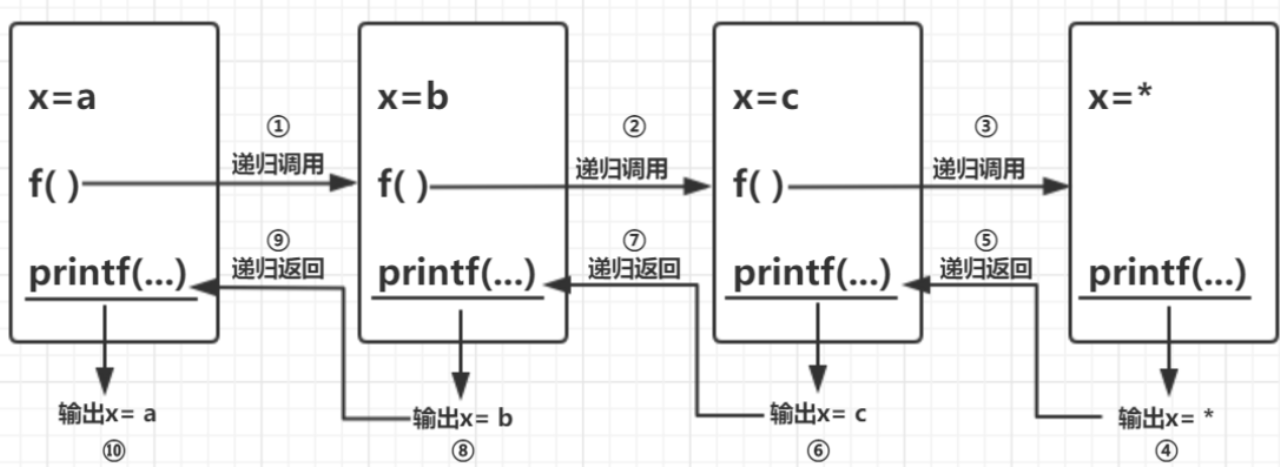 x=a
x=b
x=c
x=*
①
②
③
递归调用
递归调用
递归调用
f( )
f( )
f( )
⑨
⑦
⑤
递归返回
递归返回
递归返回
printf(...)
printf(...)
printf(...)
printf(...)
输出x= a
输出x= b
输出x= c
输出x= *
⑩
⑧
⑥
④